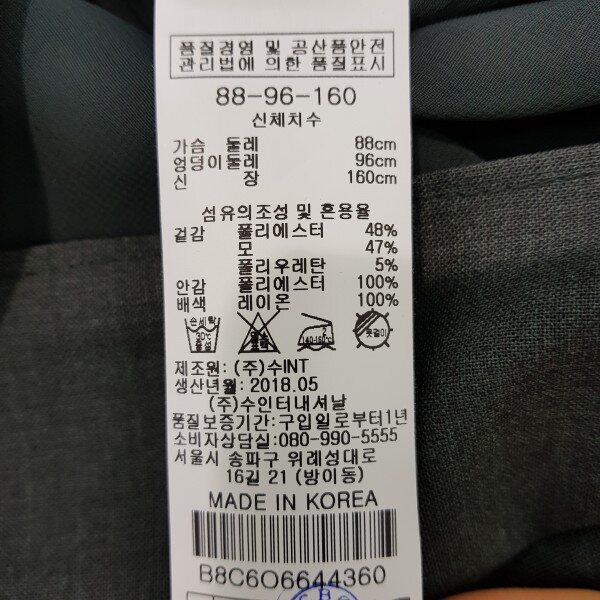 품질경영 및 공산품안전
관리법에 의한 품질표시
88-96-160
신체치수
가슴 둘레 88cm
엉덩이둘레 96cm
신 장 160cm
섬유의조성 및 혼용율
겉감 폴리에스터 48%
모 47%
폴리우레탄 5%
안감 폴리에스터 100%
배색 레이온 100%
손세탁 옷걸이
30℃
제조원: (주)수INT
생산년월: 2018.05
(주)수인터내셔날
품질보증기간: 구입일로부터1년
소비자상담실:080-990-5555
서울시 송파구 위례성대로
16길 21 (방이동)
MADE IN KOREA
B8C6O6644360